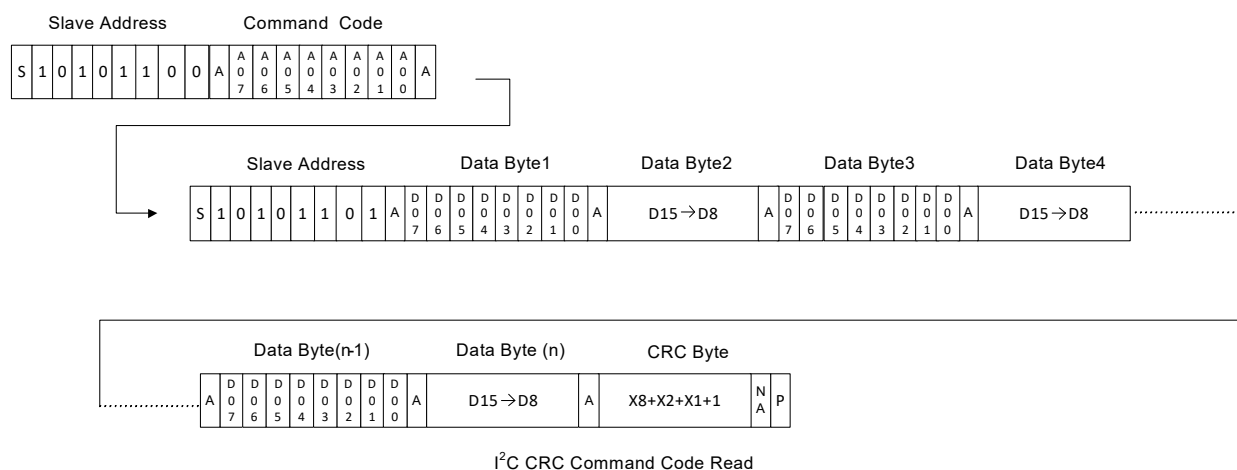 Slave Address Command Code
S 1 0 1 0 1 1 0 0 A A07 A06 A05 A04 A03 A02 A01 A00 A
Slave Address Data Byte1 Data Byte2 Data Byte3 Data Byte4
S 1 0 1 0 1 1 0 1 A D07 D06 D05 D04 D03 D02 D01 D00 A D15→D8 A D07 D06 D05 D04 D03 D02 D01 D00 A D15→D8
Data Byte(n-1) Data Byte (n) CRC Byte
A D07 D06 D05 D04 D03 D02 D01 D00 A D15→D8 A X8+X2+X1+1 NA P
I²C CRC Command Code Read